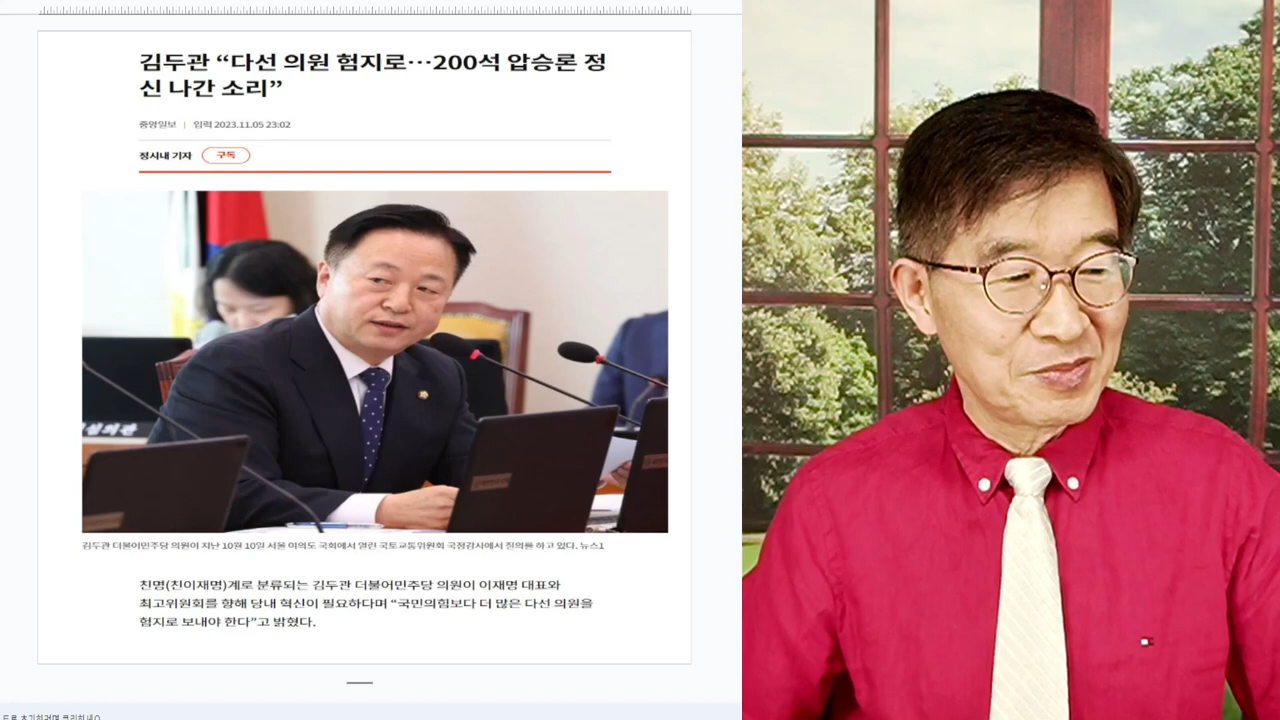 김두관 “다선 의원 험지로…200석 압승론 정
신 나간 소리”
중앙일보 | 입력 2023.11.05 23:02
정시내 기자 구독
김두관 더불어민주당 의원이 지난 10월 10일 서울 여의도 국회에서 열린 국토교통위원회 국정감사에서 질의를 하고 있다. 뉴스1
친명(친이재명)계로 분류되는 김두관 더불어민주당 의원이 이재명 대표와
최고위원회를 향해 당내 혁신이 필요하다며 “국민의힘보다 더 많은 다선 의원을
험지로 보내야 한다”고 밝혔다.